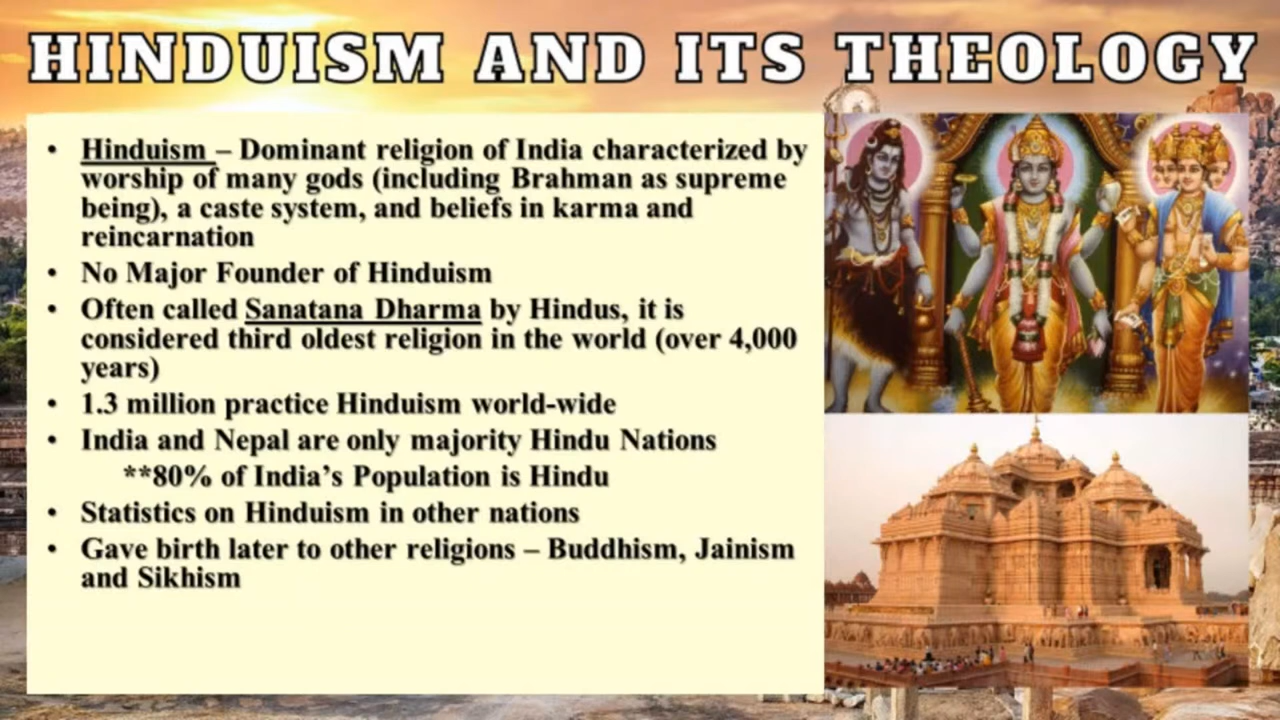 HINDUISM AND ITS THEOLOGY
• Hinduism – Dominant religion of India characterized by
worship of many gods (including Brahman as supreme
being), a caste system, and beliefs in karma and
reincarnation
• No Major Founder of Hinduism
• Often called Sanatana Dharma by Hindus, it is
considered third oldest religion in the world (over 4,000
years)
• 1.3 million practice Hinduism world-wide
• India and Nepal are only majority Hindu Nations
**80% of India’s Population is Hindu
• Statistics on Hinduism in other nations
• Gave birth later to other religions – Buddhism, Jainism
and Sikhism